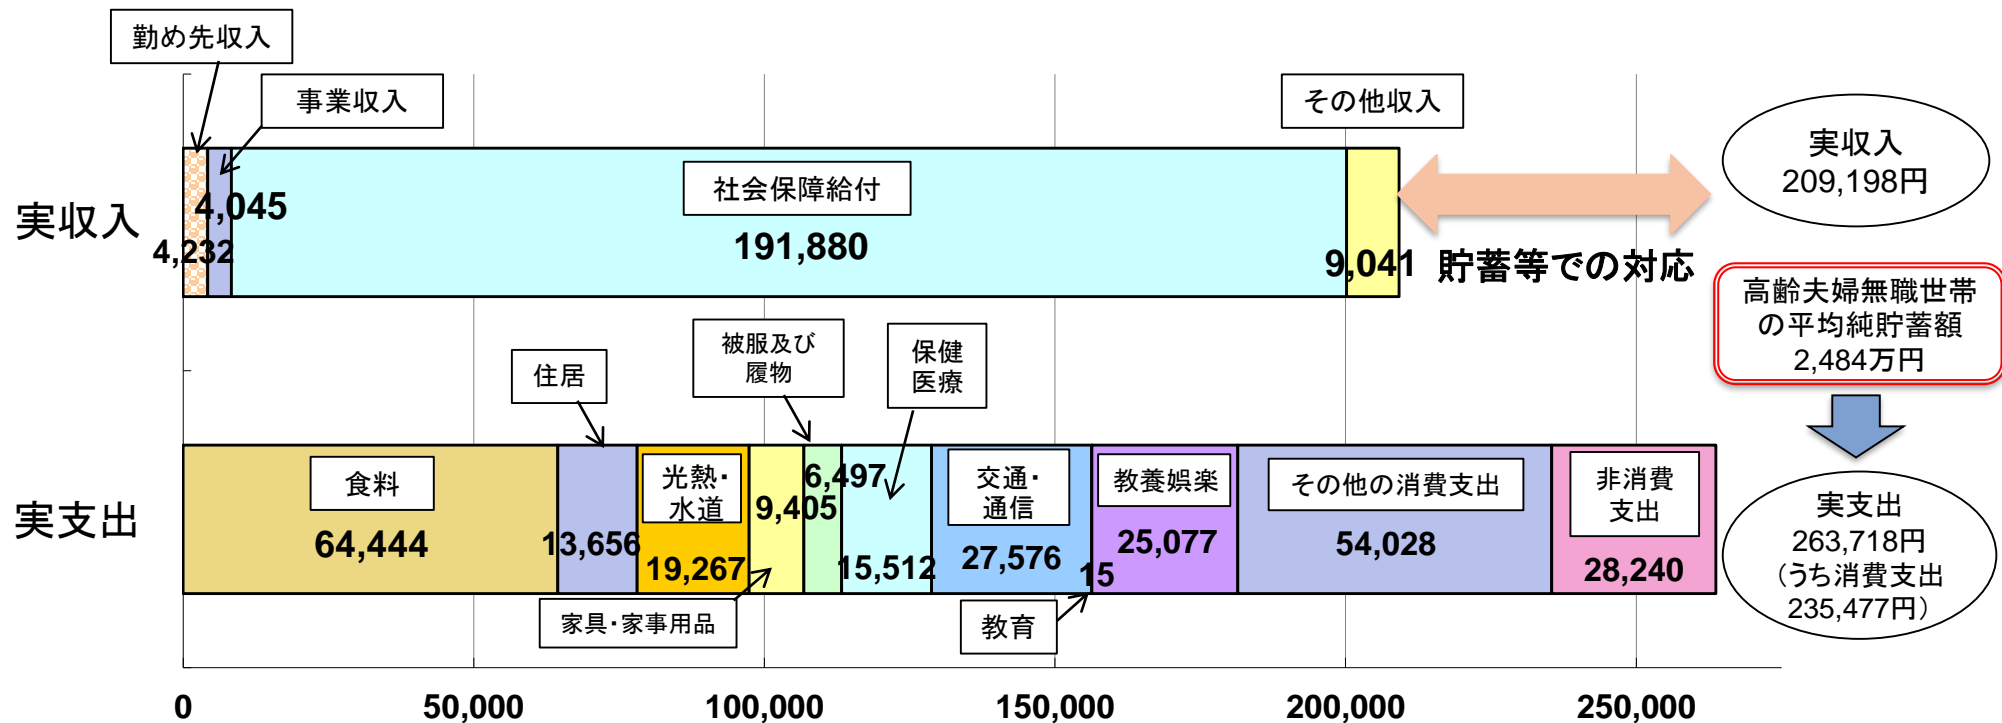 勤め先収入
事業収入
その他収入
実収入
4,232
4,045
社会保障給付
191,880
9,041
貯蓄等での対応
実収入
209,198円
高齢夫婦無職世帯
の平均純貯蓄額
2,484万円
住居
被服及び
履物
保健
医療
実支出
食料
64,444
13,656
光熱・
水道
19,267
9,405
6,497
15,512
交通・
通信
27,576
15
教養娯楽
25,077
その他の消費支出
54,028
非消費
支出
28,240
家具・家事用品
教育
実支出
263,718円
(うち消費支出
235,477円)
0
50,000
100,000
150,000
200,000
250,000